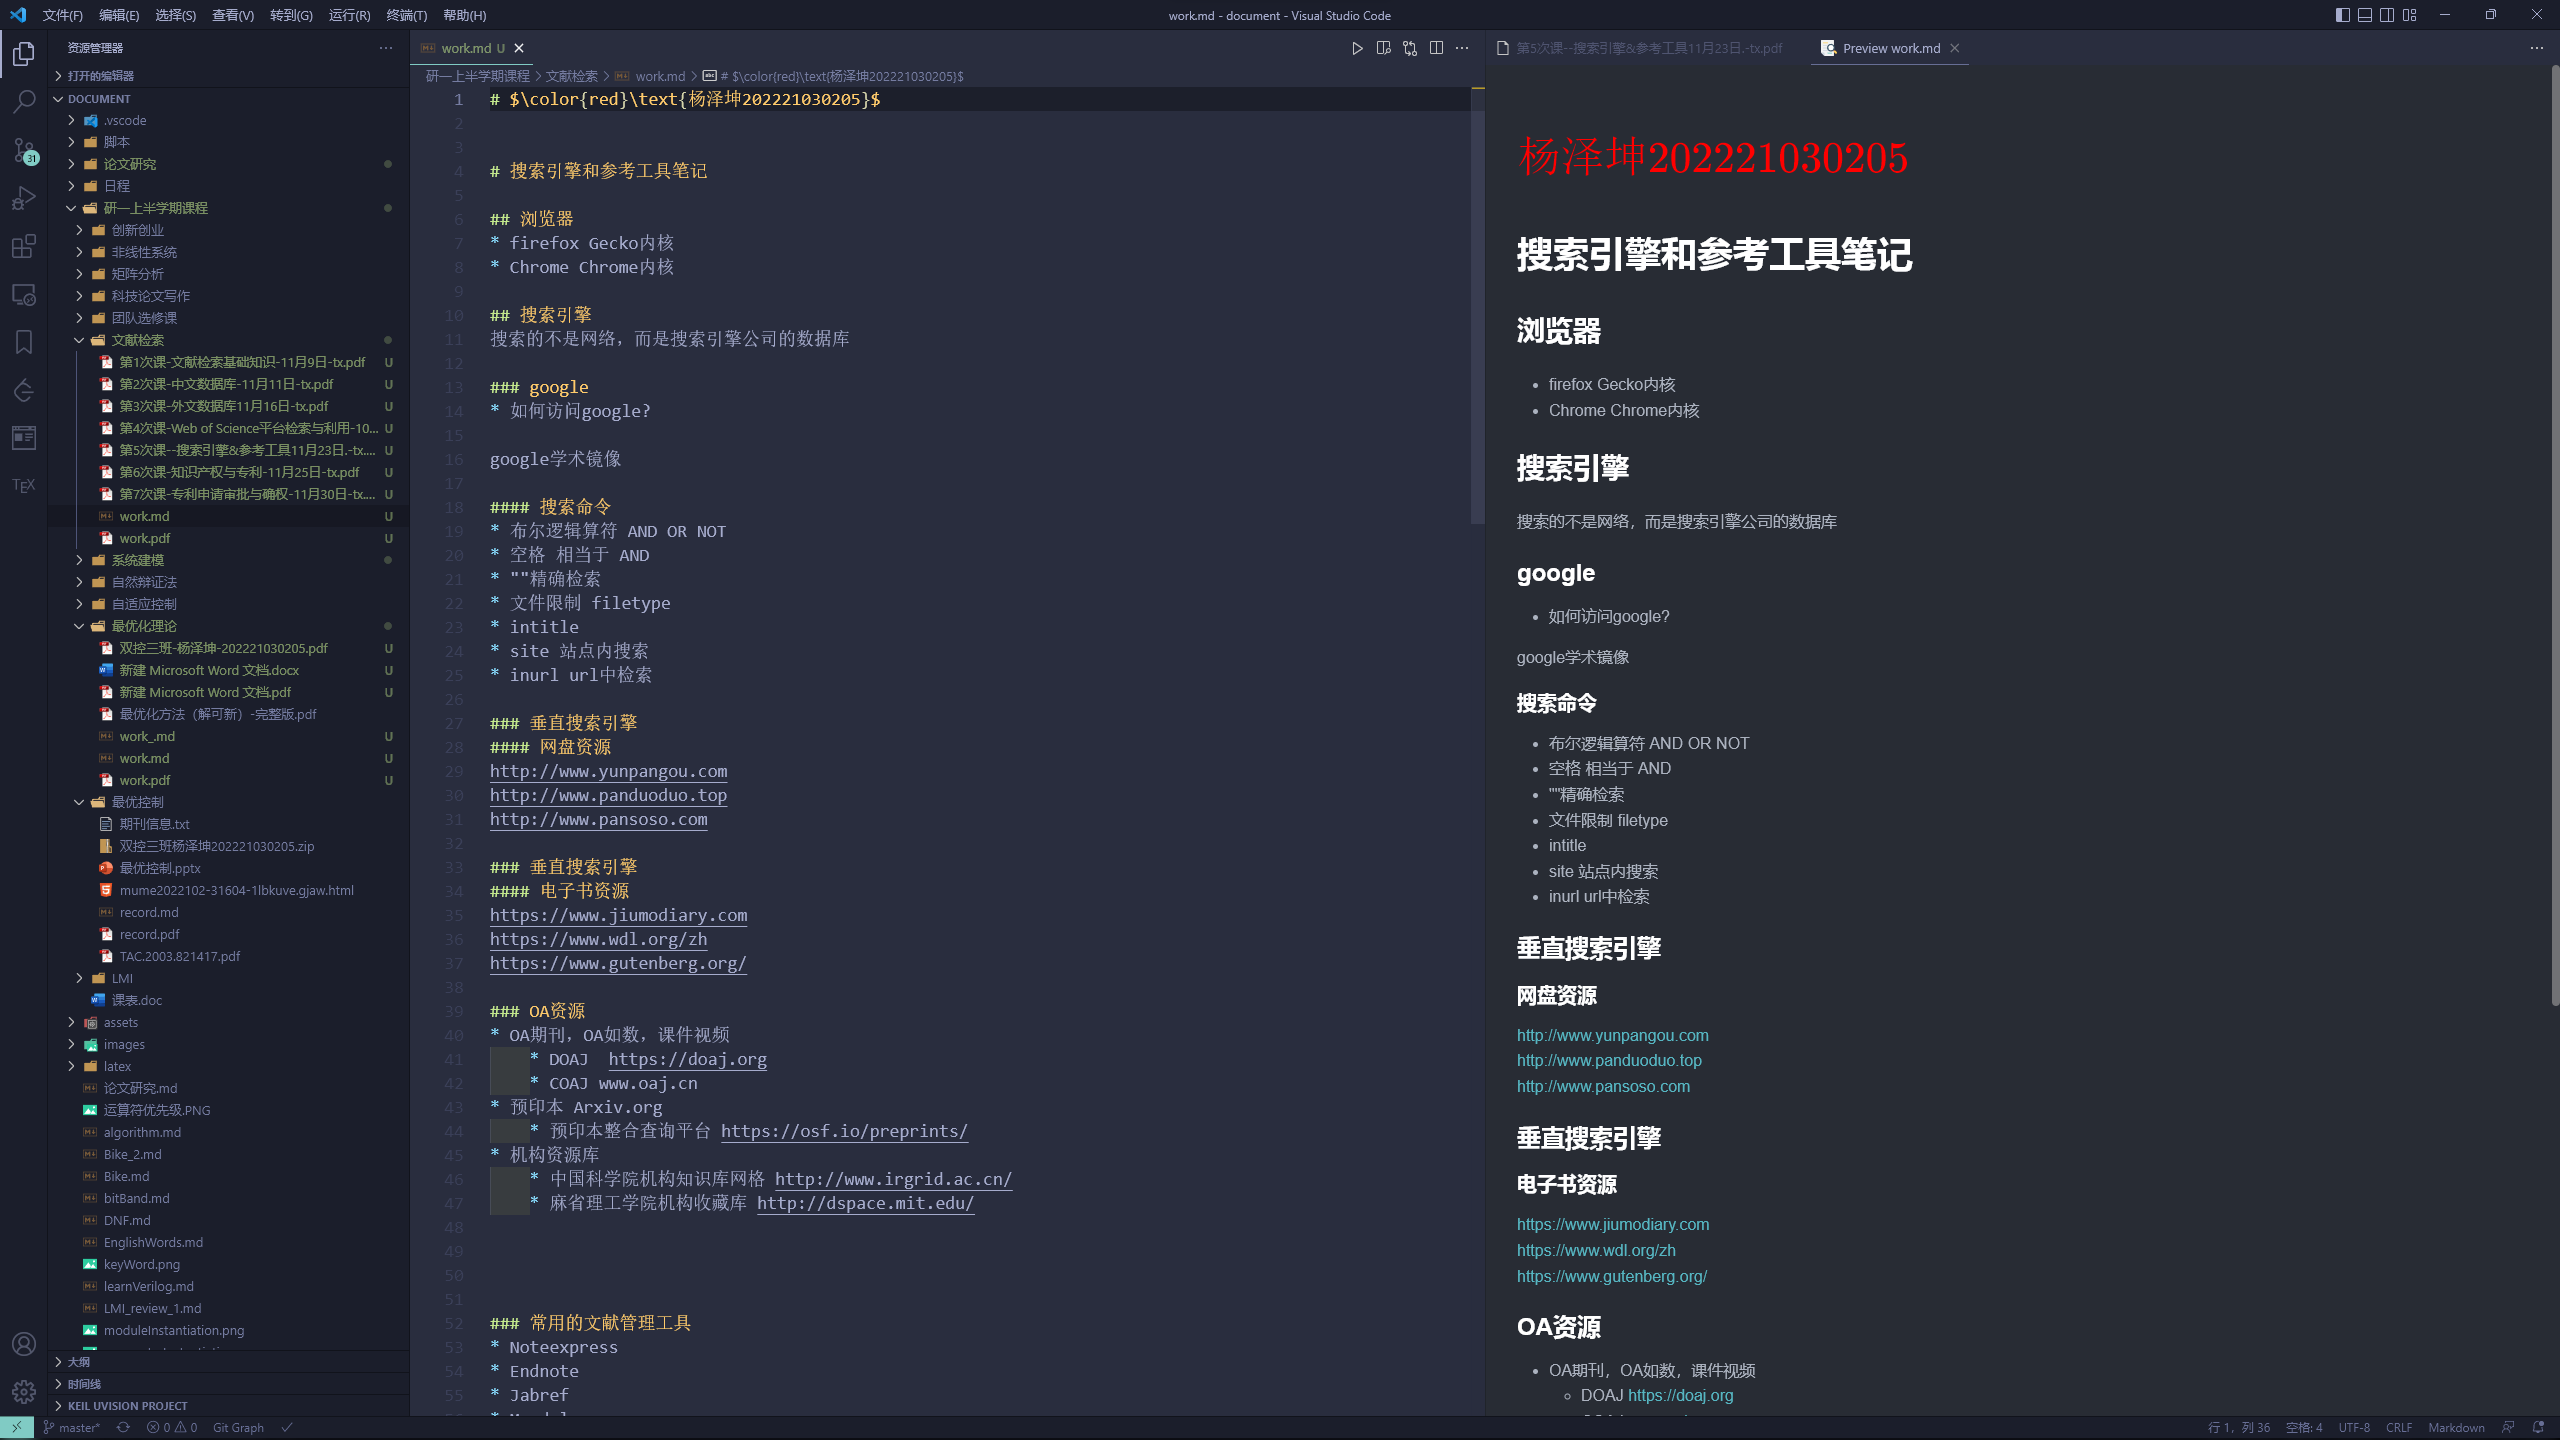 文件(F) 编辑(E) 选择(S) 查看(V) 转到(G) 运行(R) 终端(T) 帮助(H)
work.md - document - Visual Studio Code
资源管理器
打开的编辑器
DOCUMENT
.vscode
脚本
论文研究
日程
研一上半学期课程
创新创业
非线性系统
矩阵分析
科技论文写作
团队选修课
文献检索
第1次课-文献检索基础知识-11月9日-tx.pdf U
第2次课-中文数据库-11月11日-tx.pdf U
第3次课-外文数据库11月16日-tx.pdf U
第4次课-Web of Science平台检索与利用-10... U
第5次课--搜索引擎&参考工具11月23日.-tx.... U
第6次课-知识产权与专利-11月25日-tx.pdf U
第7次课-专利申请审批与确权-11月30日-tx.... U
work.md U
work.pdf U
系统建模
自然辩证法
自适应控制
最优化理论
双控三班-杨泽坤-202221030205.pdf U
新建 Microsoft Word 文档.docx U
新建 Microsoft Word 文档.pdf U
最优化方法（解可新）-完整版.pdf
work_.md U
work.md U
work.pdf U
最优控制
期刊信息.txt
双控三班杨泽坤202221030205.zip
最优控制.pptx
mume2022102-31604-1lbkuve.gjaw.html
record.md
record.pdf
TAC.2003.821417.pdf
LMI
课表.doc
assets
images
latex
论文研究.md
运算符优先级.PNG
algorithm.md
Bike_2.md
Bike.md
bitBand.md
DNF.md
EnglishWords.md
keyWord.png
learnVerilog.md
LMI_review_1.md
moduleInstantiation.png
大纲
时间线
KEIL UVISION PROJECT
31
TEX
work.md U
研一上半学期课程 > 文献检索 > work.md > # $\color{red}\text{杨泽坤202221030205}$
1 # $\color{red}\text{杨泽坤202221030205}$
2
3
4 # 搜索引擎和参考工具笔记
5
6 ## 浏览器
7 * firefox Gecko内核
8 * Chrome Chrome内核
9
10 ## 搜索引擎
11 搜索的不是网络，而是搜索引擎公司的数据库
12
13 ### google
14 * 如何访问google?
15
16 google学术镜像
17
18 #### 搜索命令
19 * 布尔逻辑算符 AND OR NOT
20 * 空格 相当于 AND
21 * ""精确检索
22 * 文件限制 filetype
23 * intitle
24 * site 站点内搜索
25 * inurl url中检索
26
27 ### 垂直搜索引擎
28 #### 网盘资源
29 http://www.yunpangou.com
30 http://www.panduoduo.top
31 http://www.pansoso.com
32
33 ### 垂直搜索引擎
34 #### 电子书资源
35 https://www.jiumodiary.com
36 https://www.wdl.org/zh
37 https://www.gutenberg.org/
38
39 ### OA资源
40 * OA期刊，OA如数，课件视频
41 * DOAJ https://doaj.org
42 * COAJ www.oaj.cn
43 * 预印本 Arxiv.org
44 * 预印本整合查询平台 https://osf.io/preprints/
45 * 机构资源库
46 * 中国科学院机构知识库网格 http://www.irgrid.ac.cn/
47 * 麻省理工学院机构收藏库 http://dspace.mit.edu/
48
49
50
51
52 ### 常用的文献管理工具
53 * Noteexpress
54 * Endnote
55 * Jabref
第5次课--搜索引擎&参考工具11月23日.-tx.pdf
Preview work.md
杨泽坤202221030205
搜索引擎和参考工具笔记
浏览器
firefox Gecko内核
Chrome Chrome内核
搜索引擎
搜索的不是网络，而是搜索引擎公司的数据库
google
如何访问google?
google学术镜像
搜索命令
布尔逻辑算符 AND OR NOT
空格 相当于 AND
""精确检索
文件限制 filetype
intitle
site 站点内搜索
inurl url中检索
垂直搜索引擎
网盘资源
http://www.yunpangou.com
http://www.panduoduo.top
http://www.pansoso.com
垂直搜索引擎
电子书资源
https://www.jiumodiary.com
https://www.wdl.org/zh
https://www.gutenberg.org/
OA资源
OA期刊，OA如数，课件视频
DOAJ https://doaj.org
master* 0 0 Git Graph
行 1，列 36 空格: 4 UTF-8 CRLF Markdown